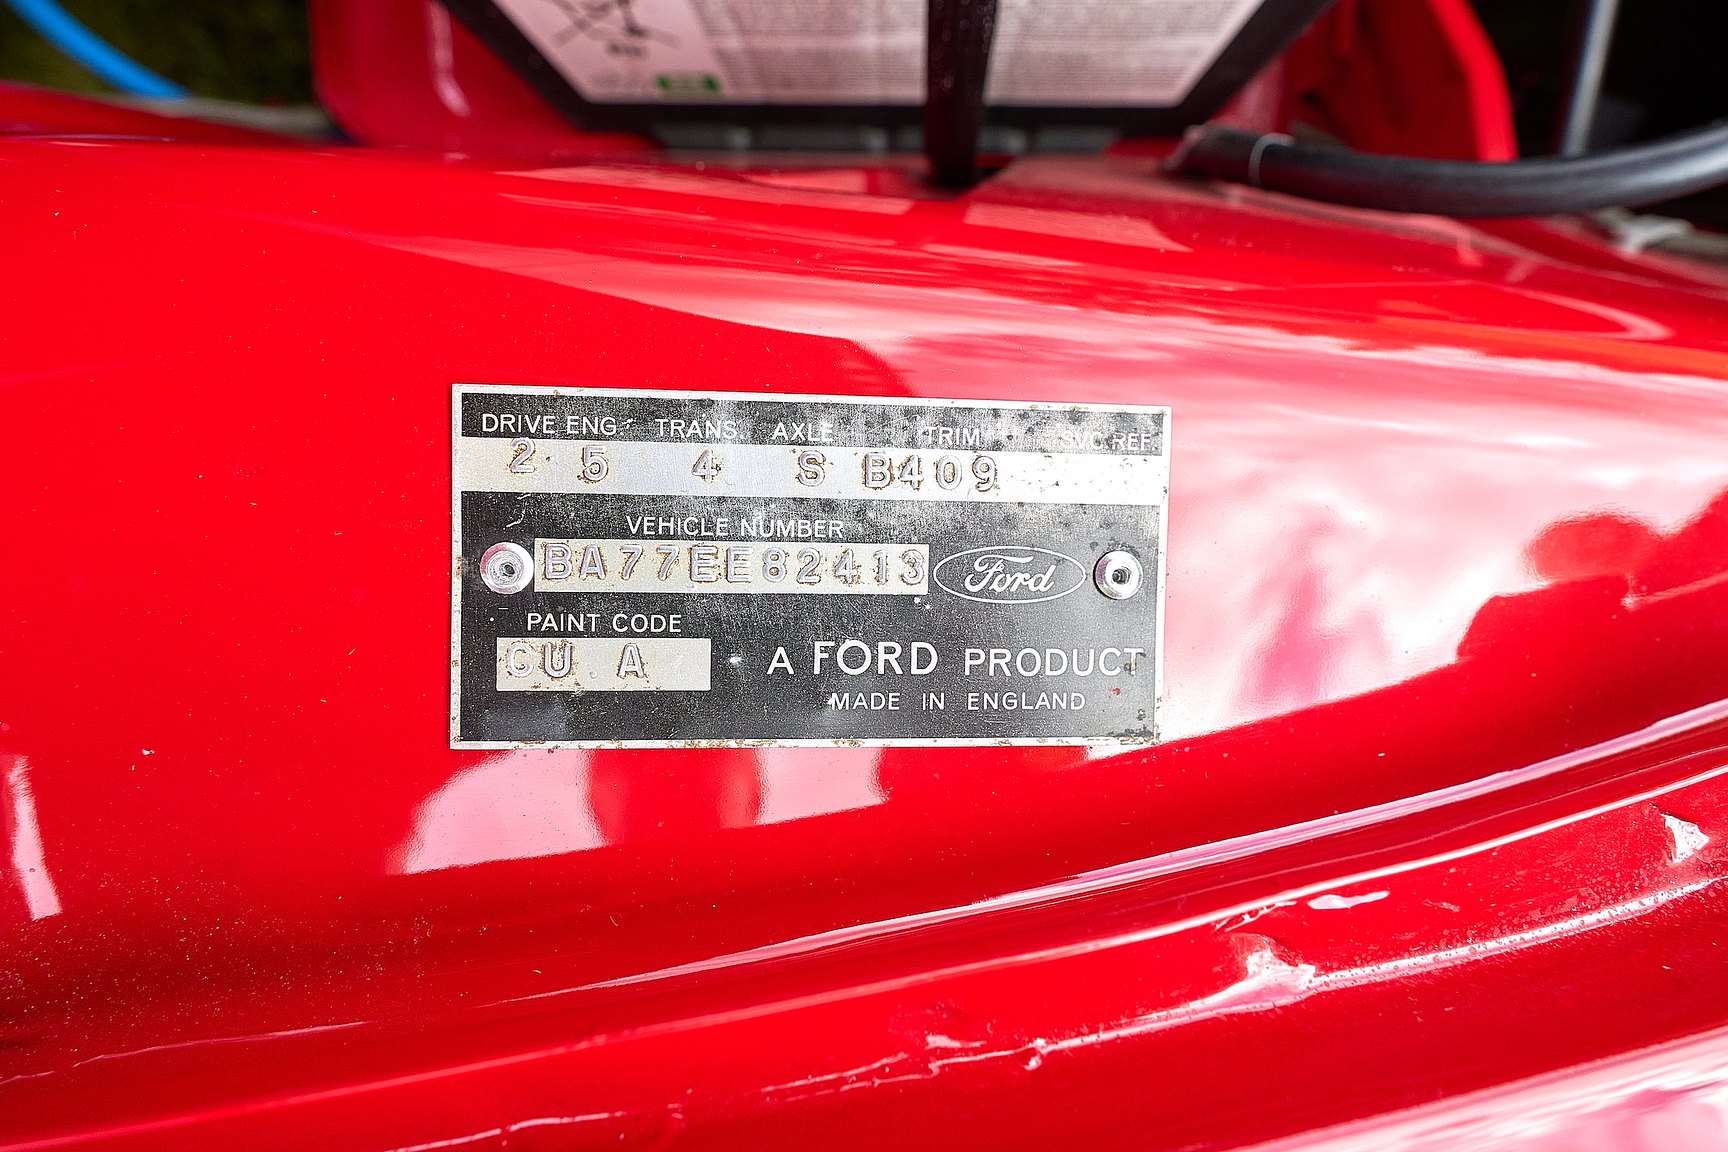 DRIVE ENG TRANS. AXLE TRIM SVC REF.
2 5 4 S B409
VEHICLE NUMBER
BA77EE82413
Ford
PAINT CODE
CU.A
A FORD PRODUCT
MADE IN ENGLAND